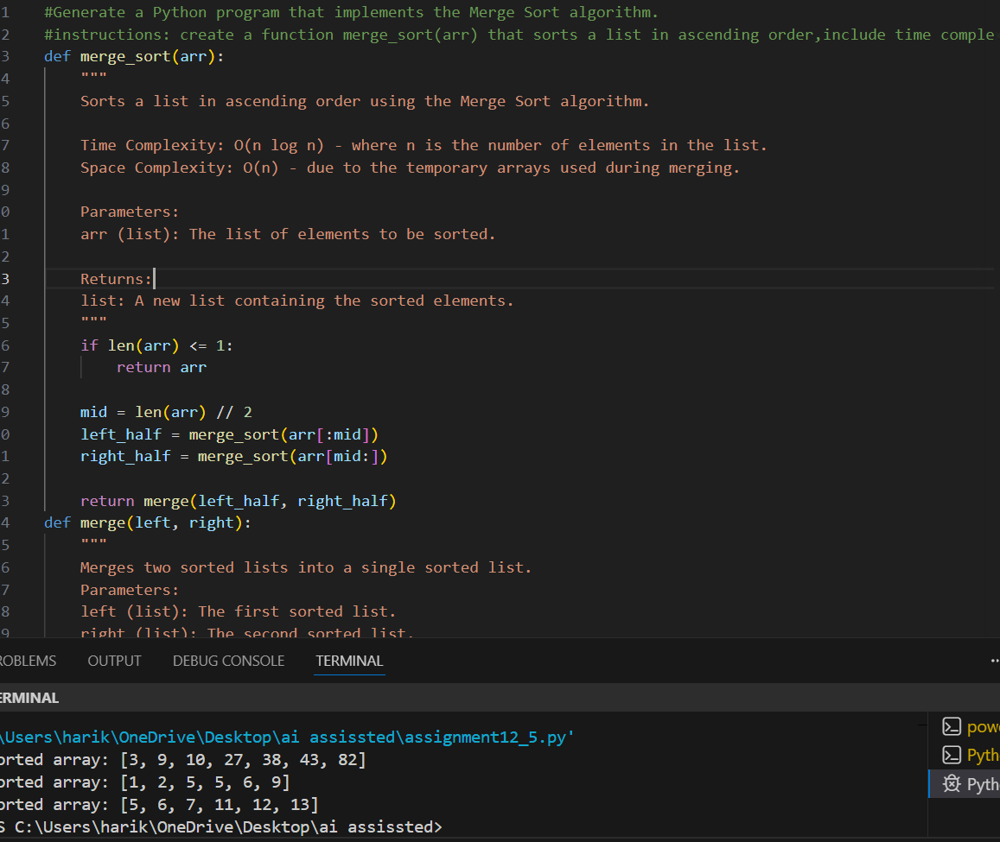 1 #Generate a Python program that implements the Merge Sort algorithm.
2 #instructions: create a function merge_sort(arr) that sorts a list in ascending order,include time comple
3 def merge_sort(arr):
4     """
5     Sorts a list in ascending order using the Merge Sort algorithm.
6
7     Time Complexity: O(n log n) - where n is the number of elements in the list.
8     Space Complexity: O(n) - due to the temporary arrays used during merging.
9
0     Parameters:
1     arr (list): The list of elements to be sorted.
2
3     Returns:
4     list: A new list containing the sorted elements.
5     """
6     if len(arr) <= 1:
7         return arr
8
9     mid = len(arr) // 2
0     left_half = merge_sort(arr[:mid])
1     right_half = merge_sort(arr[mid:])
2
3     return merge(left_half, right_half)
4 def merge(left, right):
5     """
6     Merges two sorted lists into a single sorted list.
7     Parameters:
8     left (list): The first sorted list.
9     right (list): The second sorted list.
ROBLEMS OUTPUT DEBUG CONSOLE TERMINAL ··
ERMINAL
\Users\harik\OneDrive\Desktop\ai assissted\assignment12_5.py'
orted array: [3, 9, 10, 27, 38, 43, 82]
orted array: [1, 2, 5, 5, 6, 9]
orted array: [5, 6, 7, 11, 12, 13]
S C:\Users\harik\OneDrive\Desktop\ai assissted>
pow
Pyth
Pyth